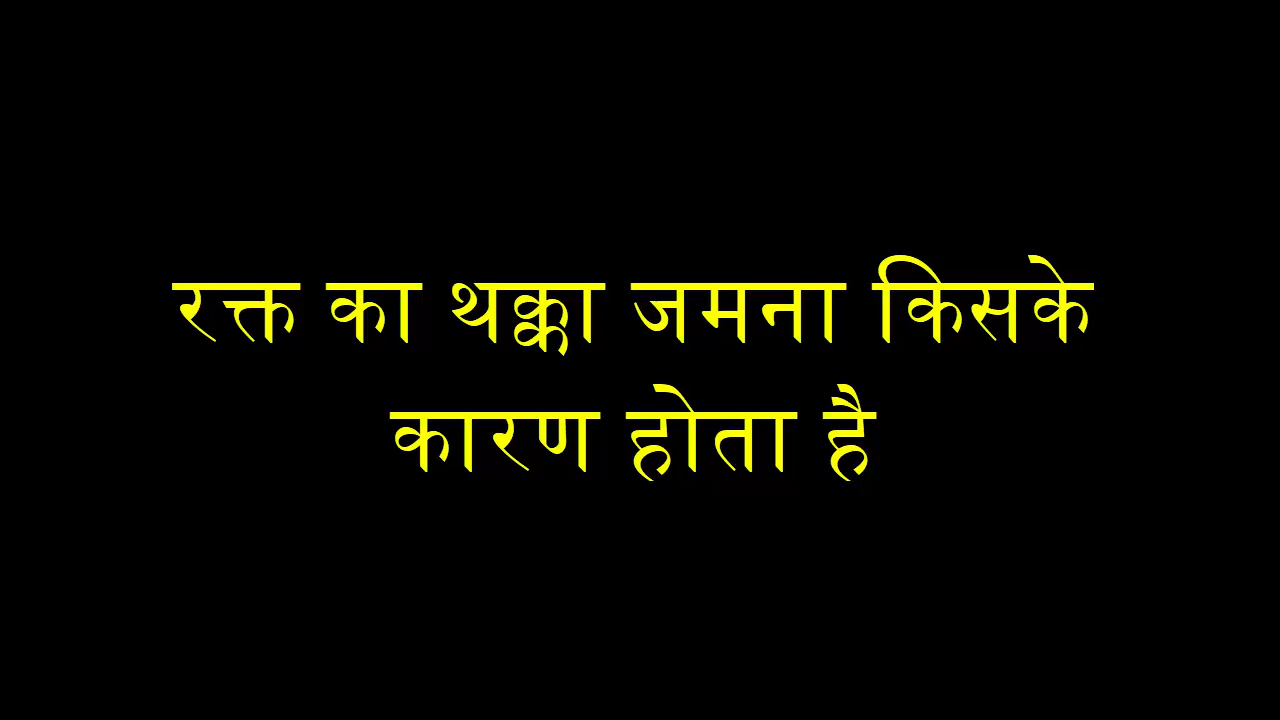 रक्त का थक्का जमना किसके
कारण होता है